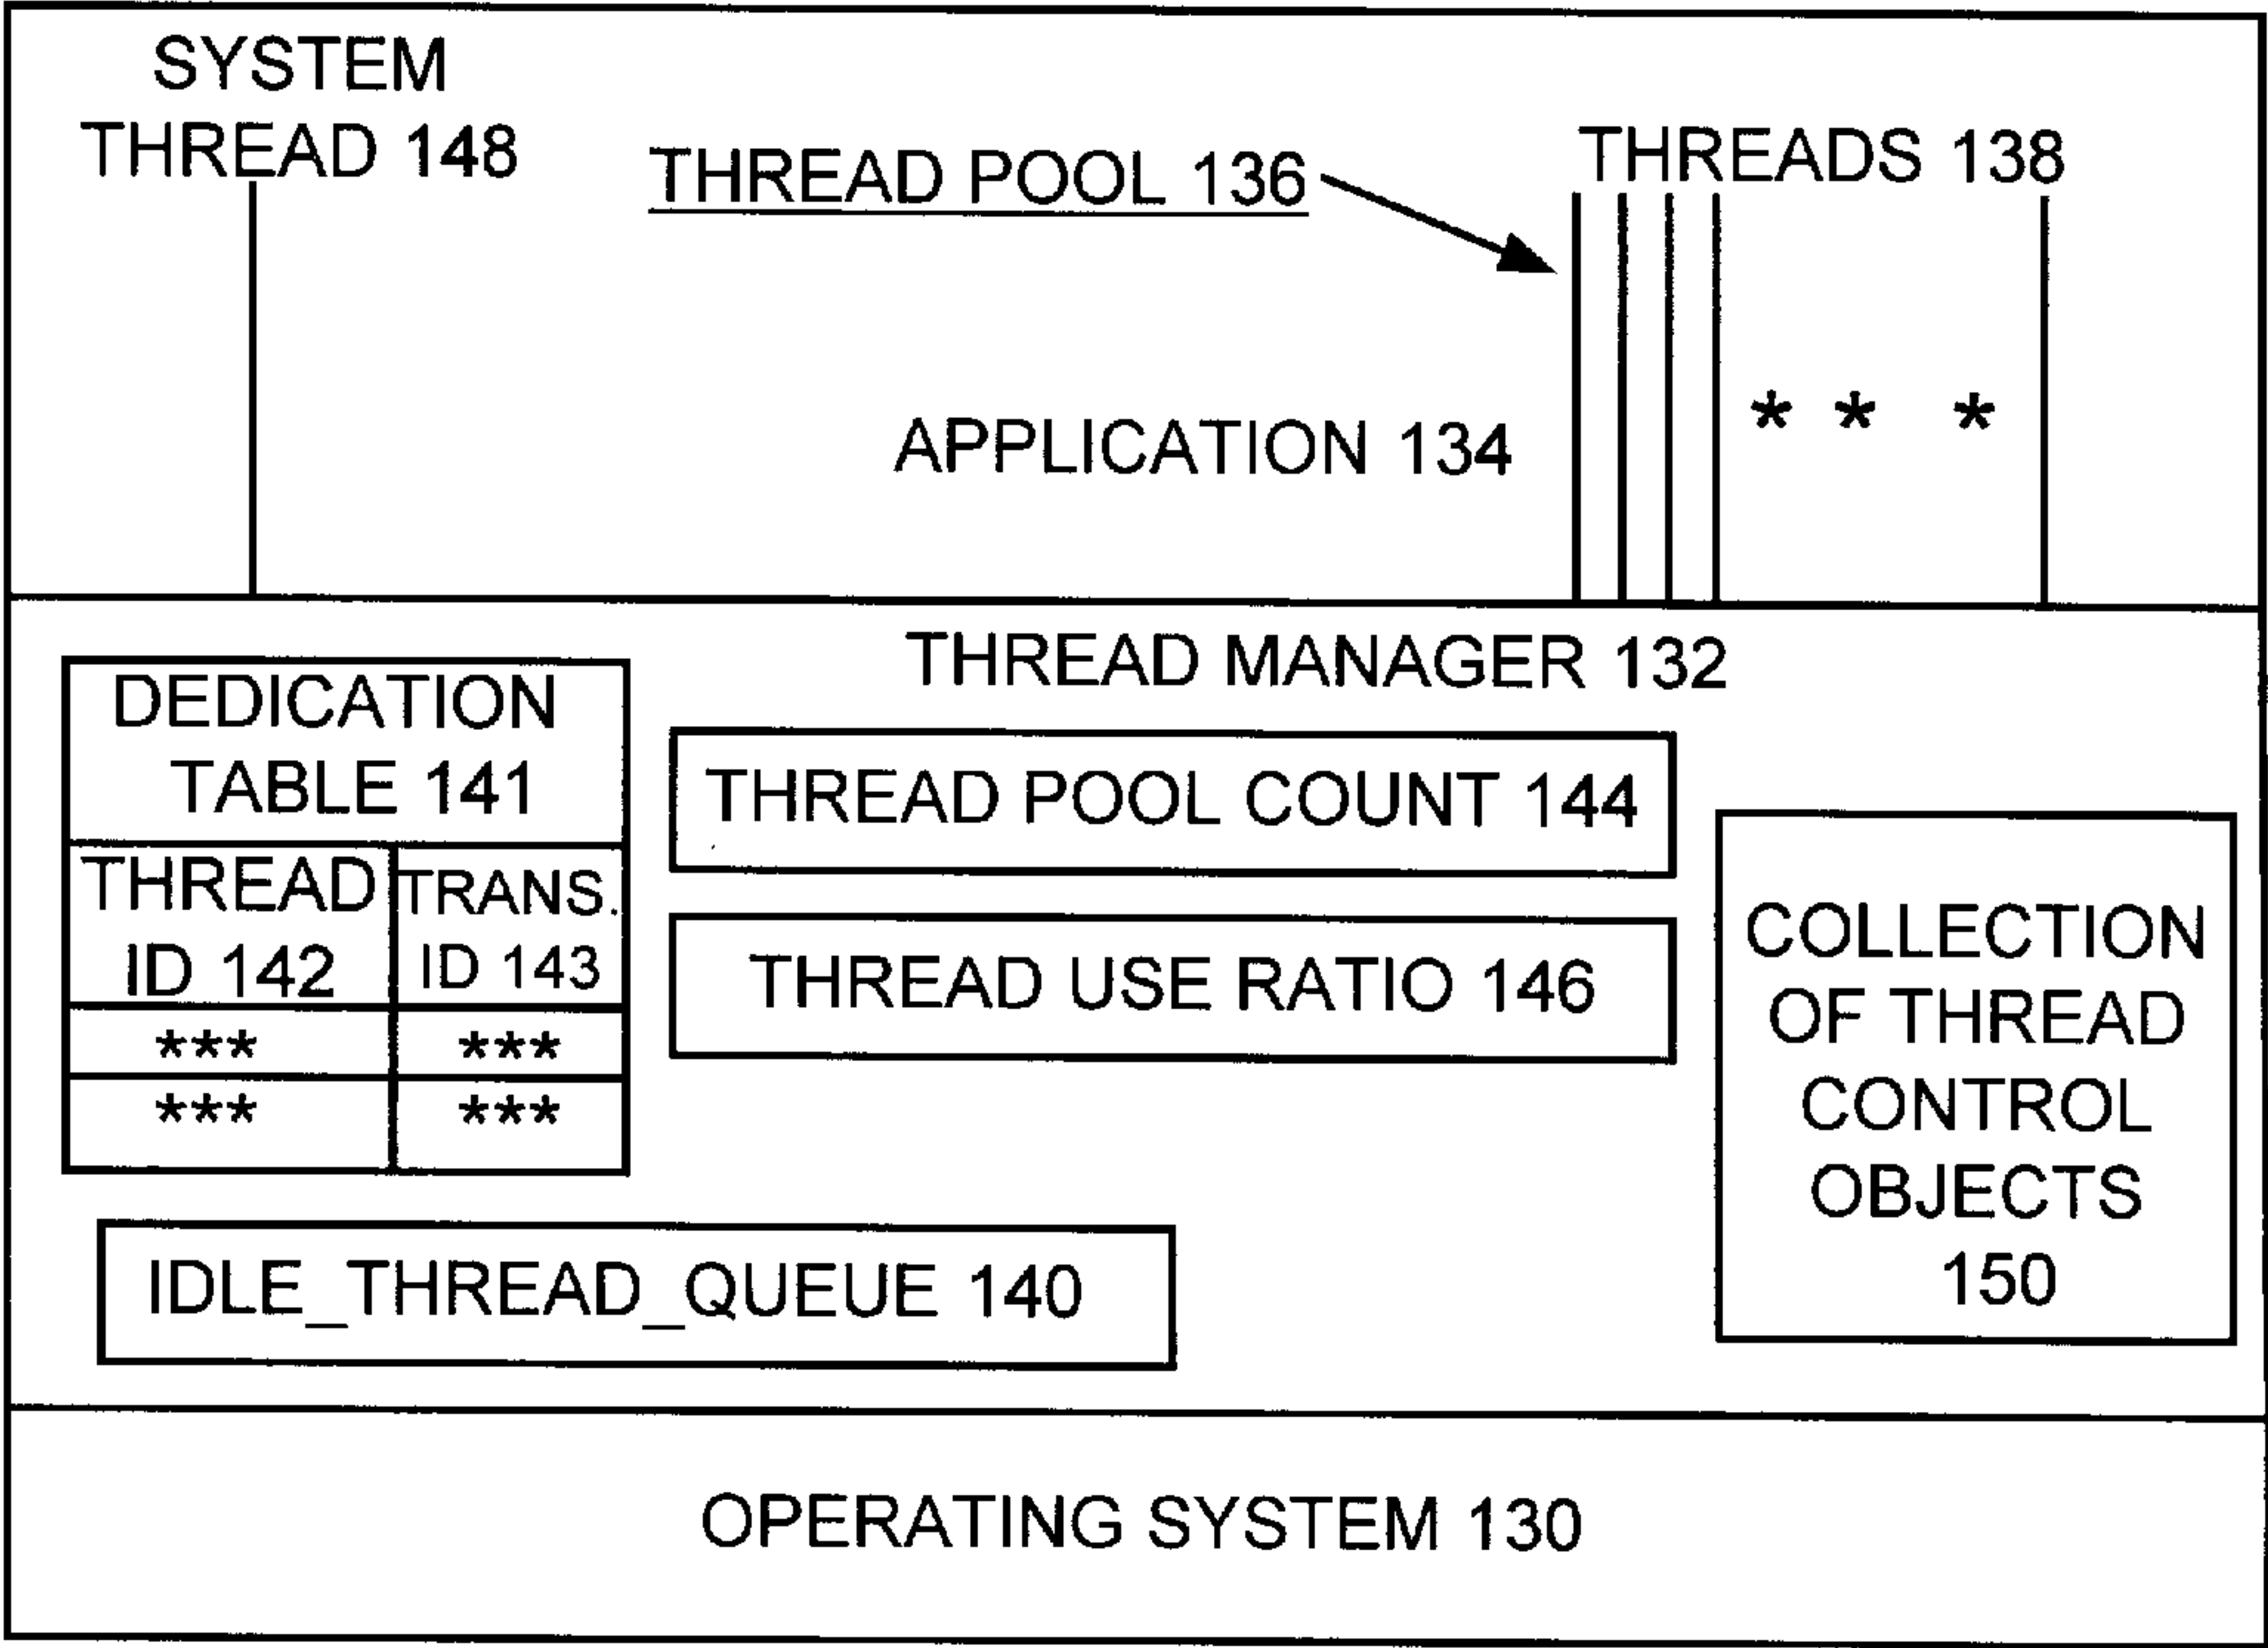 SYSTEM
THREAD 148
THREAD POOL 136
THREADS 138
* * *
APPLICATION 134
THREAD MANAGER 132
DEDICATION
TABLE 141
THREAD
ID 142
TRANS.
ID 143
*** ***
*** ***
THREAD POOL COUNT 144
THREAD USE RATIO 146
COLLECTION
OF THREAD
CONTROL
OBJECTS
150
IDLE_THREAD_QUEUE 140
OPERATING SYSTEM 130